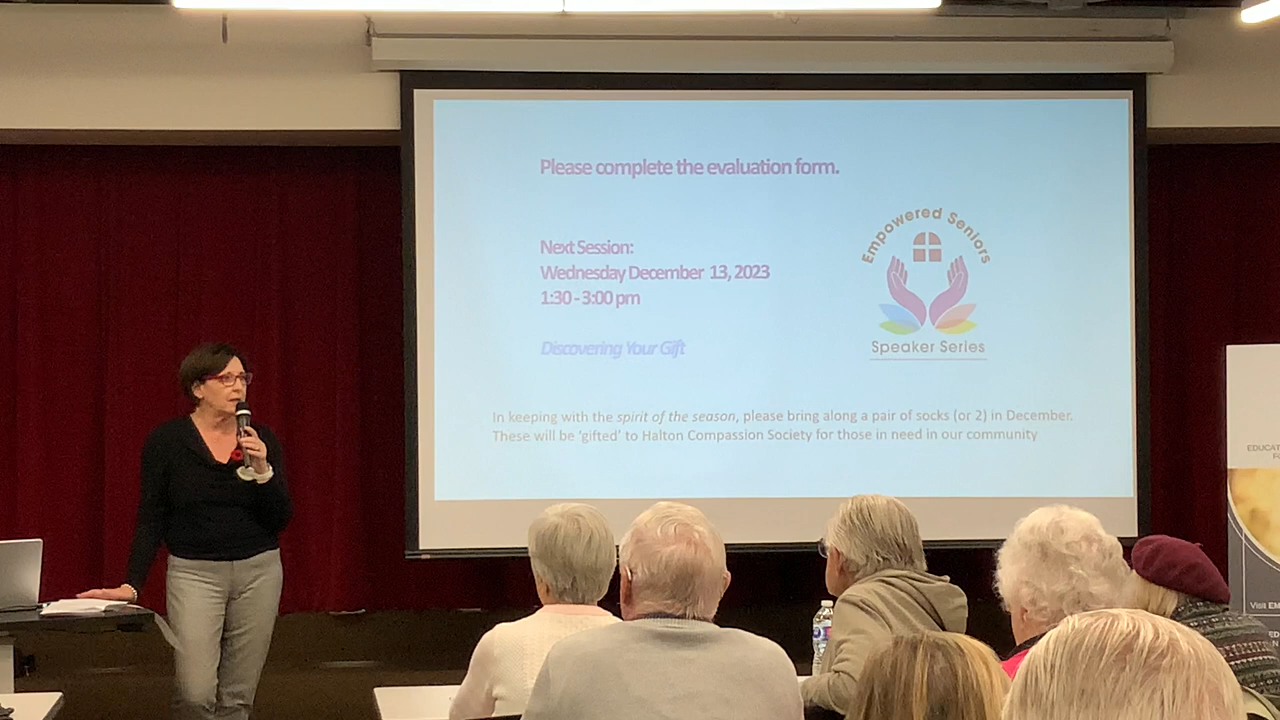 Please complete the evaluation form.
Next Session:
Wednesday December 13, 2023
1:30 - 3:00 pm
Discovering Your Gift
Empowered Seniors
Speaker Series
In keeping with the spirit of the season, please bring along a pair of socks (or 2) in December.
These will be 'gifted' to Halton Compassion Society for those in need in our community
Visit